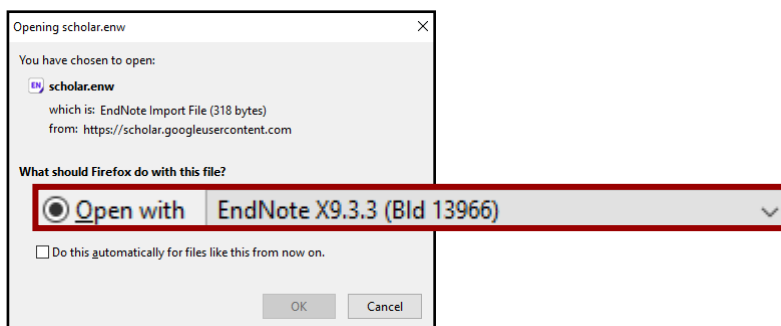 Opening scholar.enw
You have chosen to open:
EN scholar.enw
which is: EndNote Import File (318 bytes)
from: https://scholar.googleusercontent.com
What should Firefox do with this file?
Open with EndNote X9.3.3 (Bld 13966)
Do this automatically for files like this from now on.
OK Cancel